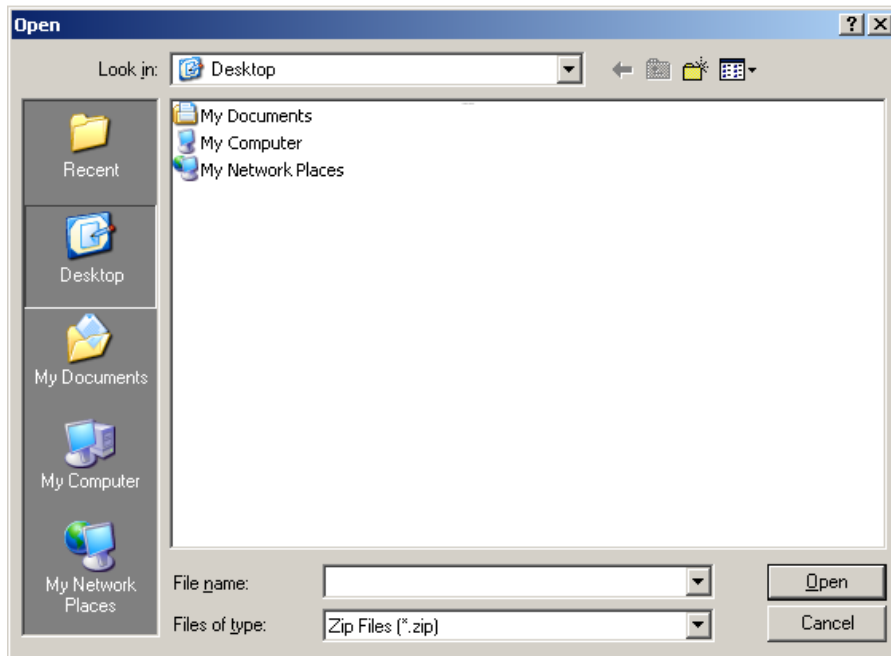 Open
Look in:
Desktop
My Documents
My Computer
My Network Places
Recent
Desktop
My Documents
My Computer
My Network
Places
File name:
Open
Files of type:
Zip Files (*.zip)
Cancel